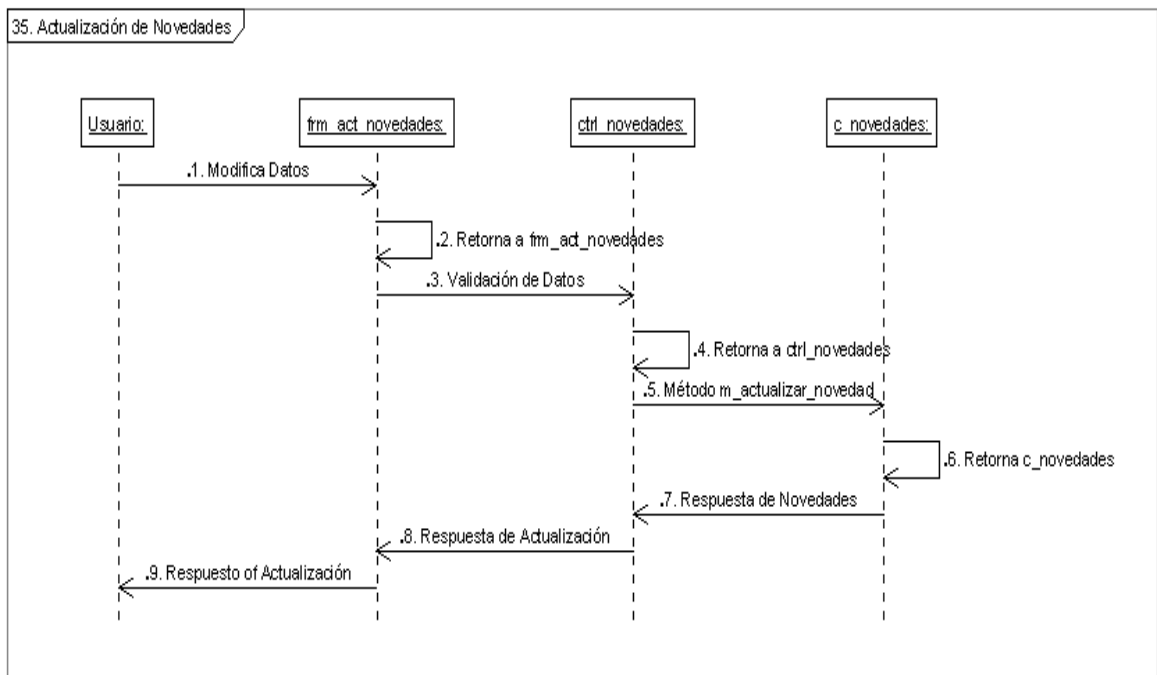 35. Actualización de Novedades
Usuario:
frm_act_novedades:
ctrl_novedades:
c_novedades:
.1. Modifica Datos
.2. Retorna a frm_act_novedades
.3. Validación de Datos
.4. Retorna a ctrl_novedades
.5. Método m_actualizar_novedad
.6. Retorna c_novedades
.7. Respuesta de Novedades
.8. Respuesta de Actualización
.9. Respuesto of Actualización